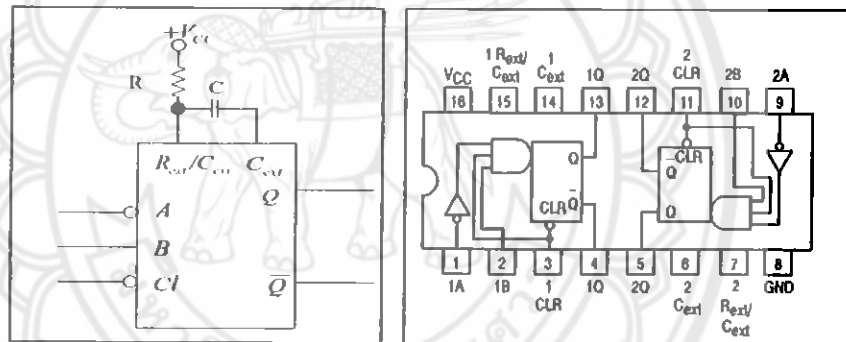 +VCC
R
C
Rext/Cext Cext
Q
A
B
Cl
Q̅
1 Rext/ Cext
1 Cext
2 CLR
VCC 1Q 2Q 2B 2A
16 15 14 13 12 11 10 9
Q
Q̅
CLR
CLR
Q̅
Q
1 2 3 4 5 6 7 8
1A 1B 1 CLR 1Q 2Q 2 Cext 2 Rext/ Cext GND